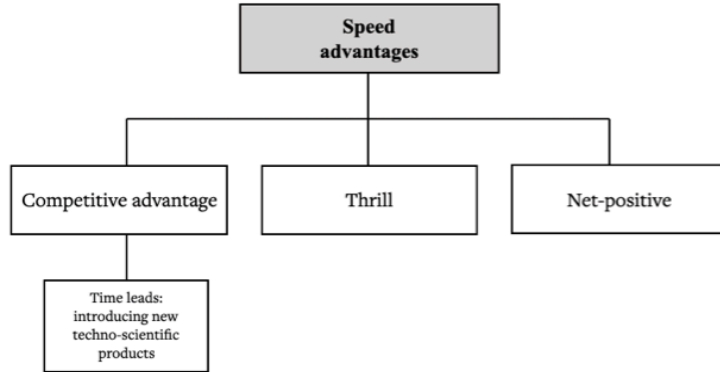 Speed
advantages
Competitive advantage
Thrill
Net-positive
Time leads:
introducing new
techno-scientific
products